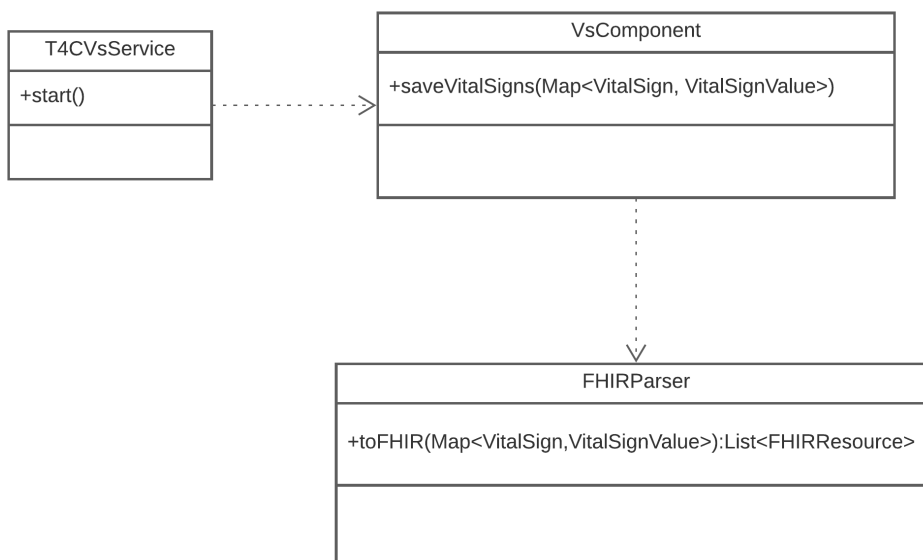 T4CVsService
+start()
VsComponent
+saveVitalSigns(Map<VitalSign, VitalSignValue>)
FHIRParser
+toFHIR(Map<VitalSign,VitalSignValue>):List<FHIRResource>